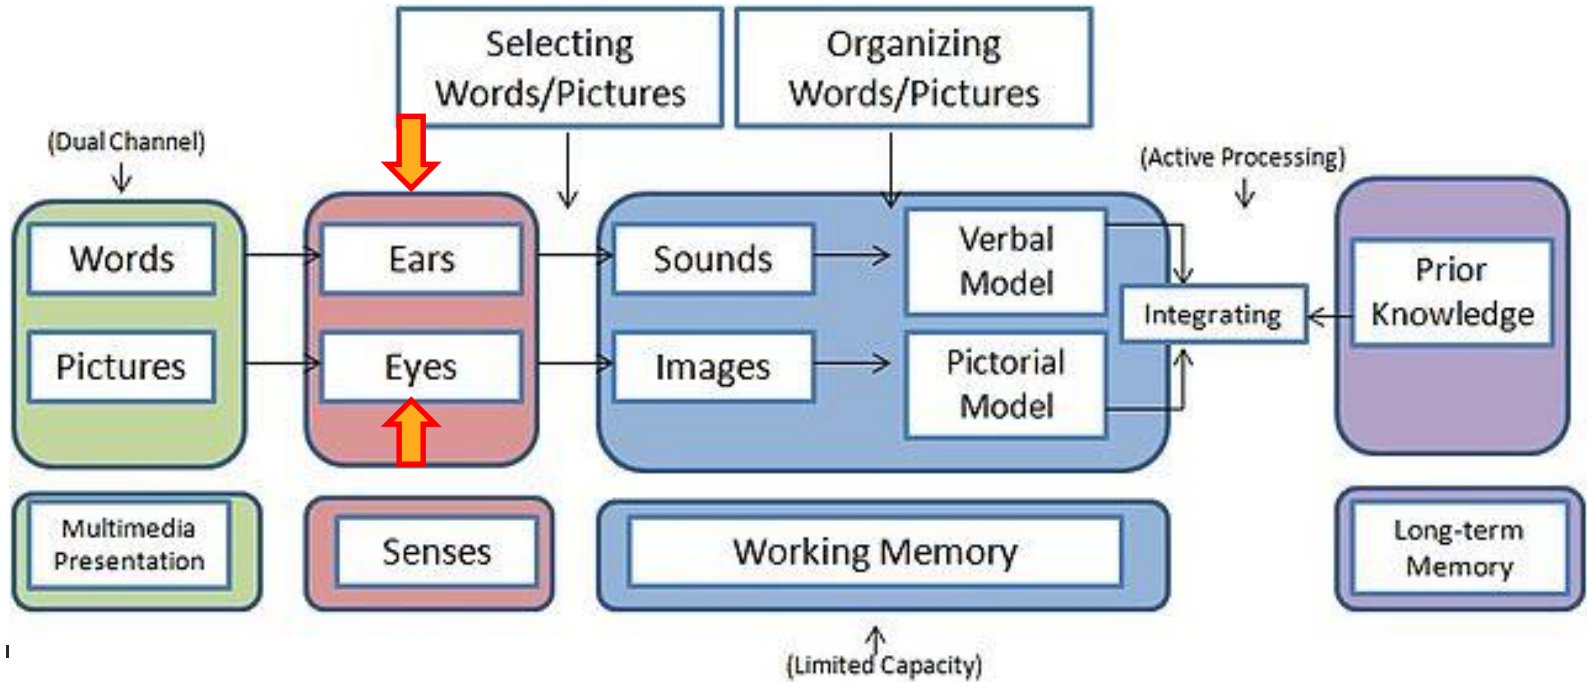 Selecting
Words/Pictures
Organizing
Words/Pictures
(Dual Channel)
(Active Processing)
Words
Ears
Sounds
Verbal
Model
Prior
Knowledge
Integrating
Pictures
Eyes
Images
Pictorial
Model
Multimedia
Presentation
Senses
Working Memory
Long-term
Memory
(Limited Capacity)